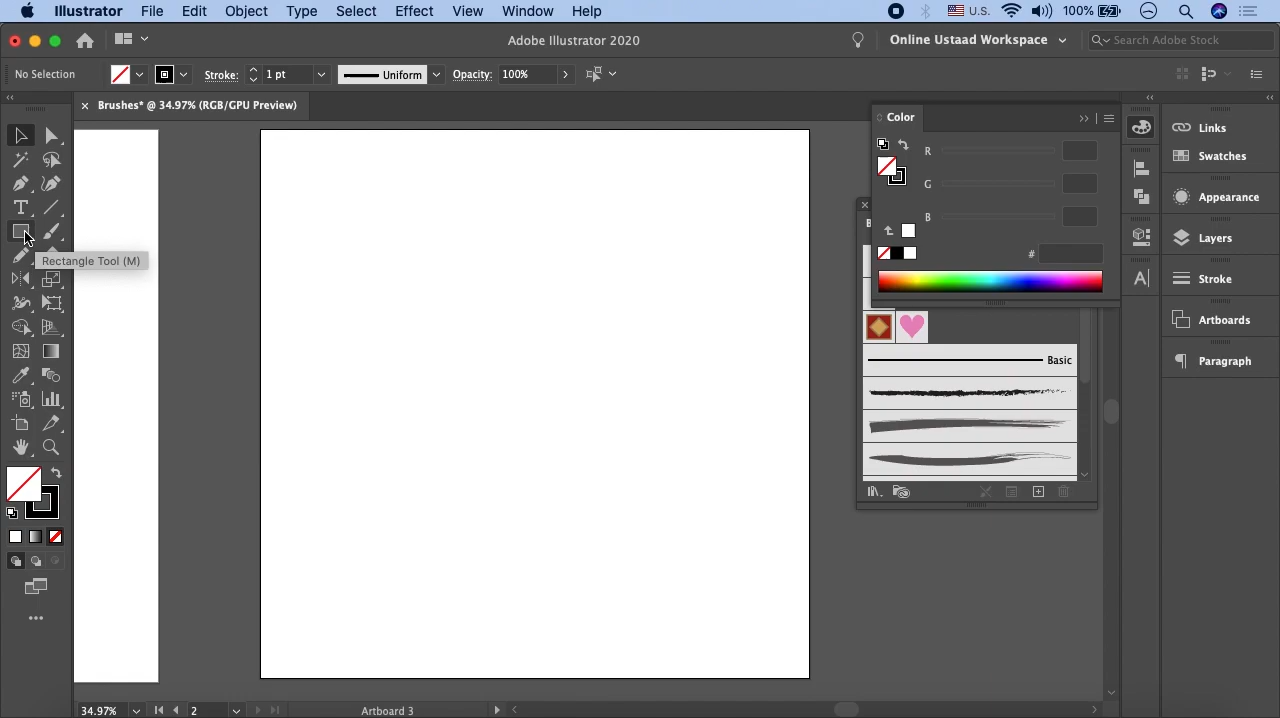 Illustrator File Edit Object Type Select Effect View Window Help U.S. 100%
Adobe Illustrator 2020 Online Ustaad Workspace Search Adobe Stock
No Selection Stroke: 1 pt Uniform Opacity: 100%
Brushes* @ 34.97% (RGB/GPU Preview)
Color
R
G
B
#
B
Basic
Links
Swatches
Appearance
Layers
Stroke
Artboards
Paragraph
Rectangle Tool (M)
34.97% 2 Artboard 3